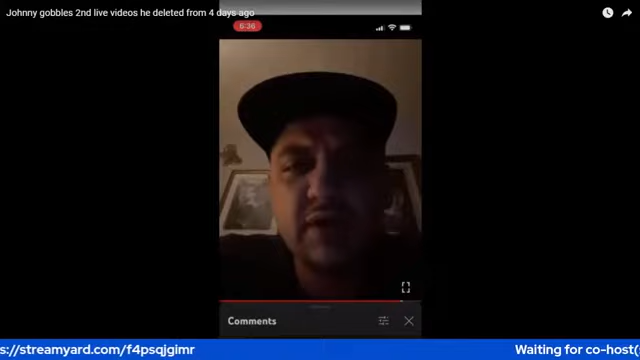 Johnny gobbles 2nd live videos he deleted from 4 days ago
6:36
Comments
s://streamyard.com/f4psqjgimr
Waiting for co-host(